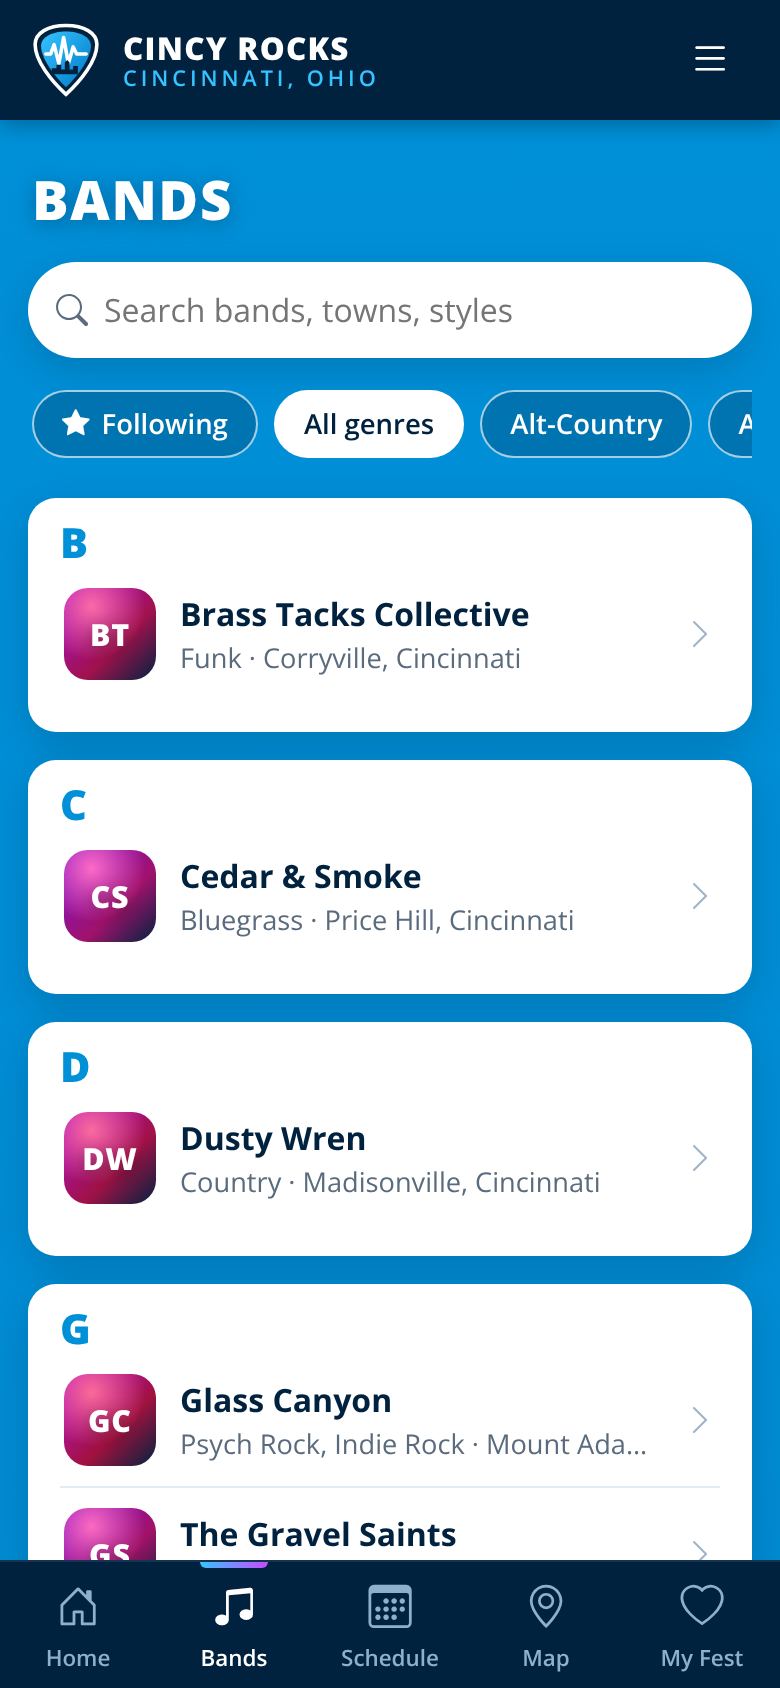 CINCY ROCKS
CINCINNATI, OHIO
BANDS
Search bands, towns, styles
Following
All genres
Alt-Country
A
B
BT
Brass Tacks Collective
Funk · Corryville, Cincinnati
C
CS
Cedar & Smoke
Bluegrass · Price Hill, Cincinnati
D
DW
Dusty Wren
Country · Madisonville, Cincinnati
G
GC
Glass Canyon
Psych Rock, Indie Rock · Mount Ada...
GS
The Gravel Saints
Home
Bands
Schedule
Map
My Fest